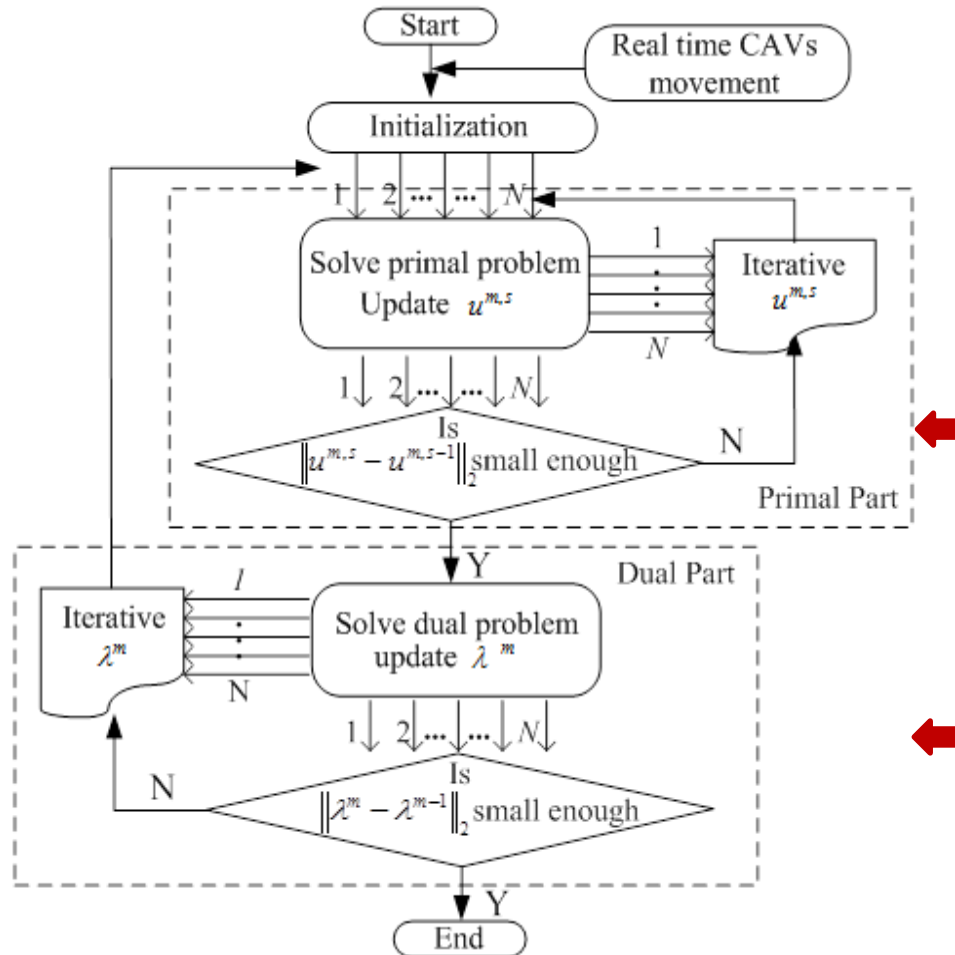 Start
Real time CAVs
movement
Initialization
1 2 ... ... N
Solve primal problem
Update u^{m,s}
1
.
.
.
N
Iterative
u^{m,s}
1 2 ... ... N
Is
‖u^{m,s} − u^{m,s−1}‖₂ small enough
N
Primal Part
Y
Dual Part
Iterative
λ^m
1
.
.
.
N
Solve dual problem
update λ^m
1 2 ... ... N
Is
‖λ^m − λ^{m−1}‖₂ small enough
N
Y
End